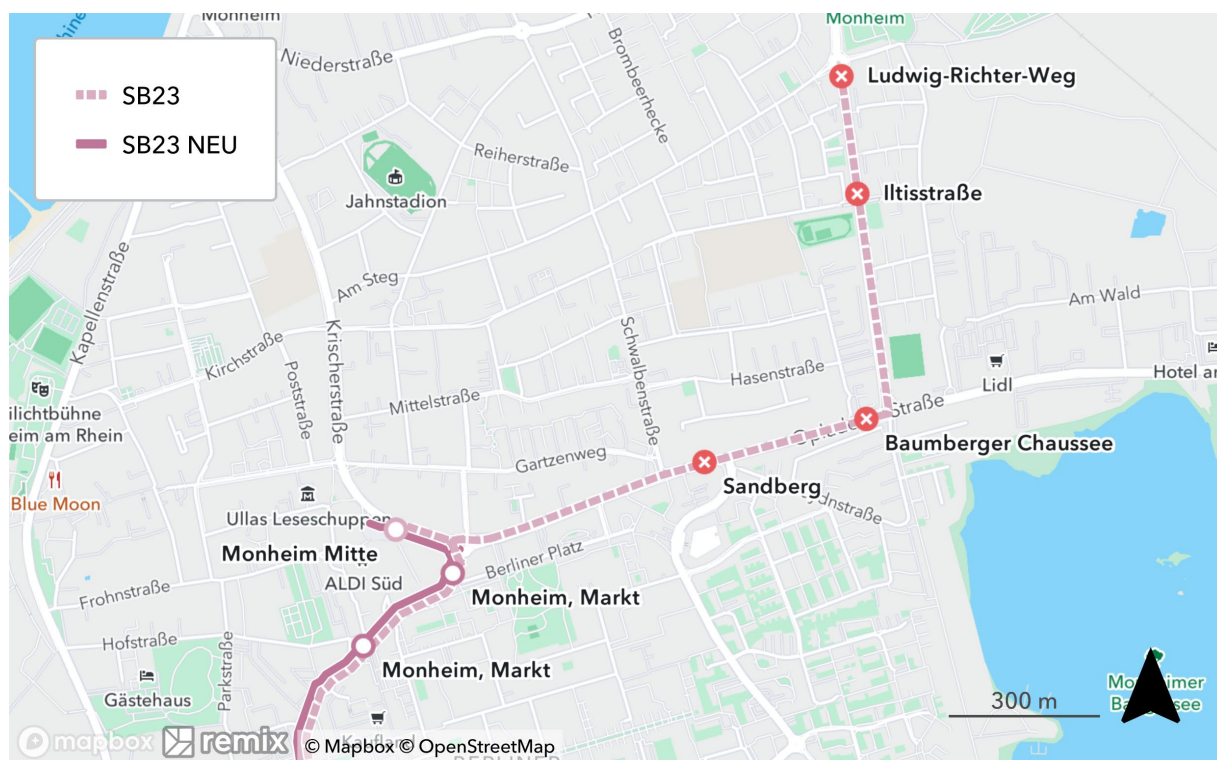 Monheim
Monheim
Niederstraße
Brombeerhecke
Ludwig-Richter-Weg
SB23
SB23 NEU
Reiherstraße
Jahnstadion
Iltisstraße
Kapellenstraße
Am Steg
Am Wald
Krischerstraße
Kirchstraße
Schwalbenstraße
Poststraße
Hasenstraße
Lidl
Hotel
Mittelstraße
Straße
ilichtbühne
eim am Rhein
Baumberger Chaussee
Gartzenweg
Sandberg
Blue Moon
Ullas Leseschuppen
Monheim Mitte
Berliner Platz
ALDI Süd
Monheim, Markt
Frohnstraße
Hofstraße
Parkstraße
Monheim, Markt
Gästehaus
300 m
Kaufland
mapbox remix © Mapbox © OpenStreetMap
BERLINER